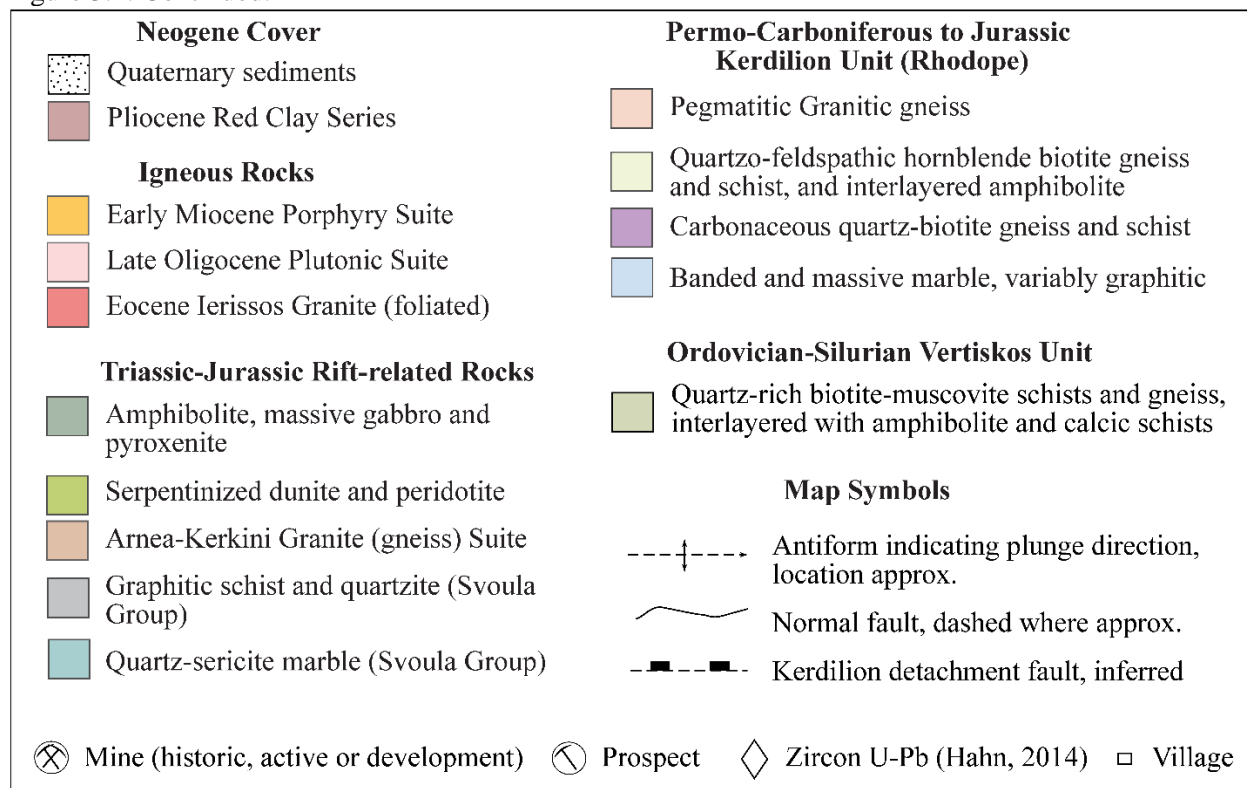 Neogene Cover
Quaternary sediments
Pliocene Red Clay Series
Igneous Rocks
Early Miocene Porphyry Suite
Late Oligocene Plutonic Suite
Eocene Ierissos Granite (foliated)
Triassic-Jurassic Rift-related Rocks
Amphibolite, massive gabbro and
pyroxenite
Serpentinized dunite and peridotite
Arnea-Kerkini Granite (gneiss) Suite
Graphitic schist and quartzite (Svoula
Group)
Quartz-sericite marble (Svoula Group)
Permo-Carboniferous to Jurassic
Kerdilion Unit (Rhodope)
Pegmatitic Granitic gneiss
Quartzo-feldspathic hornblende biotite gneiss
and schist, and interlayered amphibolite
Carbonaceous quartz-biotite gneiss and schist
Banded and massive marble, variably graphitic
Ordovician-Silurian Vertiskos Unit
Quartz-rich biotite-muscovite schists and gneiss,
interlayered with amphibolite and calcic schists
Map Symbols
Antiform indicating plunge direction,
location approx.
Normal fault, dashed where approx.
Kerdilion detachment fault, inferred
Mine (historic, active or development) Prospect Zircon U-Pb (Hahn, 2014) Village